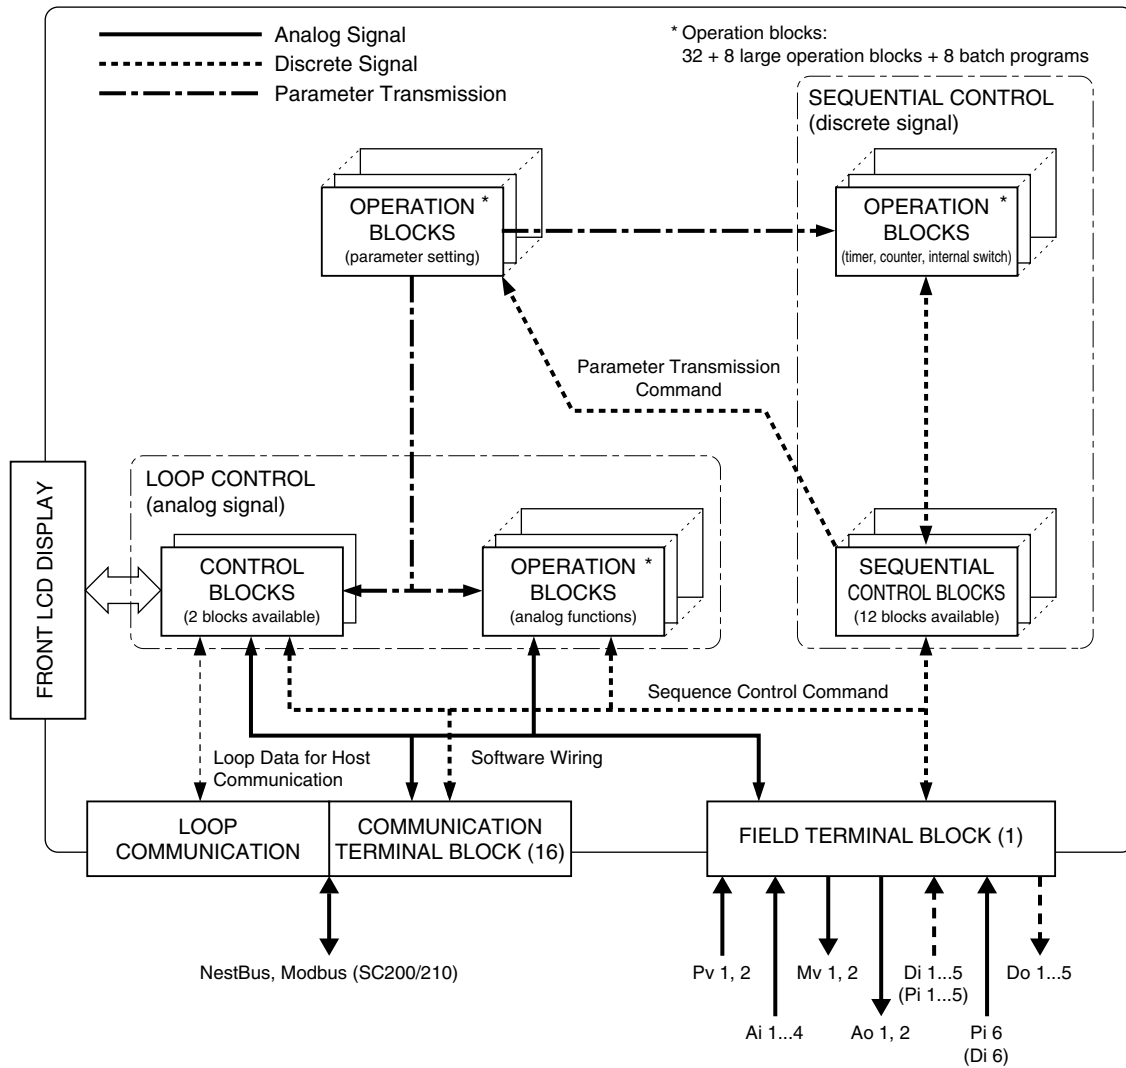 Analog Signal
Discrete Signal
Parameter Transmission
* Operation blocks:
32 + 8 large operation blocks + 8 batch programs
SEQUENTIAL CONTROL
(discrete signal)
OPERATION *
BLOCKS
(parameter setting)
OPERATION *
BLOCKS
(timer, counter, internal switch)
Parameter Transmission
Command
LOOP CONTROL
(analog signal)
FRONT LCD DISPLAY
CONTROL
BLOCKS
(2 blocks available)
OPERATION *
BLOCKS
(analog functions)
SEQUENTIAL
CONTROL BLOCKS
(12 blocks available)
Sequence Control Command
Loop Data for Host
Communication
Software Wiring
LOOP
COMMUNICATION
COMMUNICATION
TERMINAL BLOCK (16)
FIELD TERMINAL BLOCK (1)
NestBus, Modbus (SC200/210)
Pv 1, 2
Mv 1, 2
Di 1...5
(Pi 1...5)
Do 1...5
Ai 1...4
Ao 1, 2
Pi 6
(Di 6)